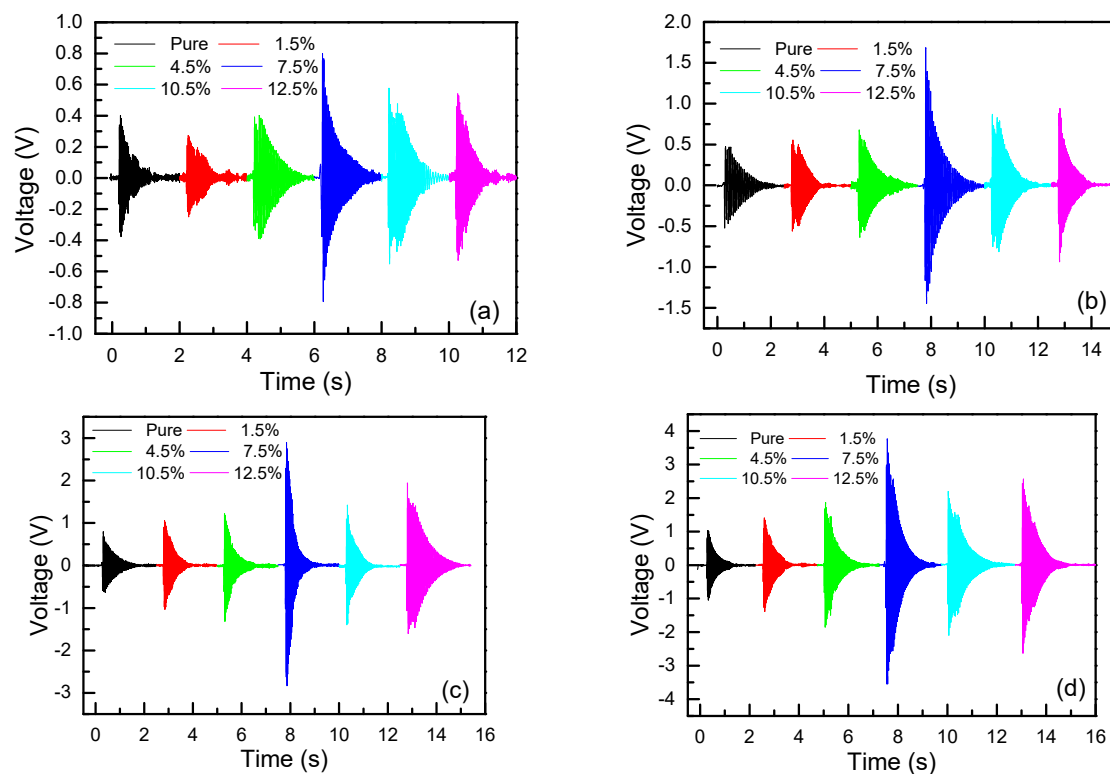 1.0
0.8
0.6
0.4
0.2
0.0
-0.2
-0.4
-0.6
-0.8
-1.0
Voltage (V)
Pure 1.5%
4.5% 7.5%
10.5% 12.5%
(a)
0 2 4 6 8 10 12
Time (s)
2.0
1.5
1.0
0.5
0.0
-0.5
-1.0
-1.5
Voltage (V)
Pure 1.5%
4.5% 7.5%
10.5% 12.5%
(b)
0 2 4 6 8 10 12 14
Time (s)
3
2
1
0
-1
-2
-3
Voltage (V)
Pure 1.5%
4.5% 7.5%
10.5% 12.5%
(c)
0 2 4 6 8 10 12 14 16
Time (s)
4
3
2
1
0
-1
-2
-3
-4
Voltage (V)
Pure 1.5%
4.5% 7.5%
10.5% 12.5%
(d)
0 2 4 6 8 10 12 14 16
Time (s)